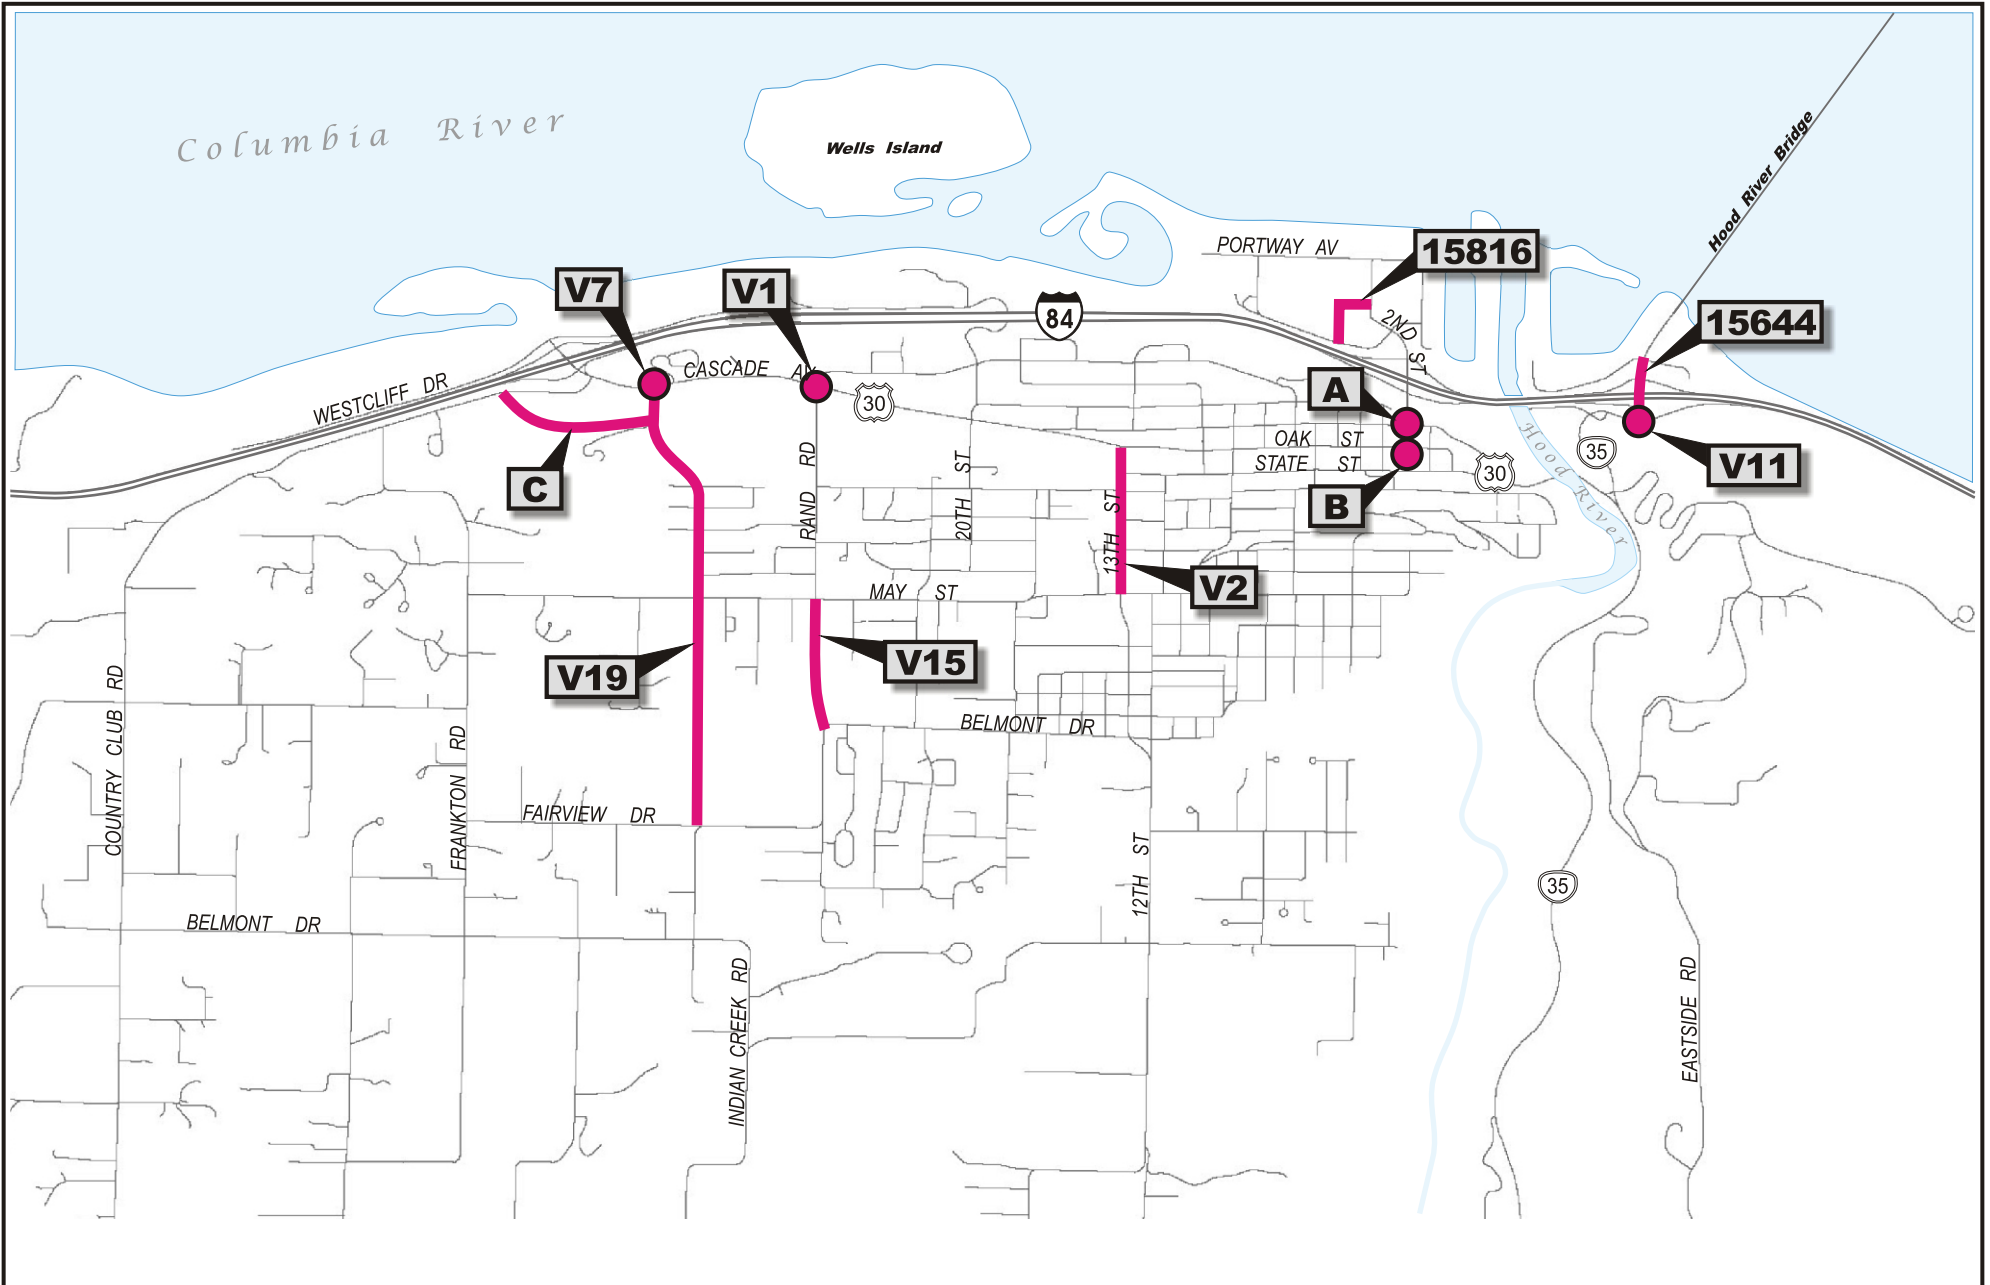 Columbia River
Wells Island
Hood River Bridge
PORTWAY AV
15816
V7
V1
84
2ND ST
15644
CASCADE AV
WESTCLIFF DR
30
A
OAK ST
STATE ST
B
30
35
V11
Hood River
C
RAND RD
20TH ST
13TH ST
V2
MAY ST
V19
V15
COUNTRY CLUB RD
FRANKTON RD
BELMONT DR
FAIRVIEW DR
12TH ST
35
BELMONT DR
INDIAN CREEK RD
EASTSIDE RD